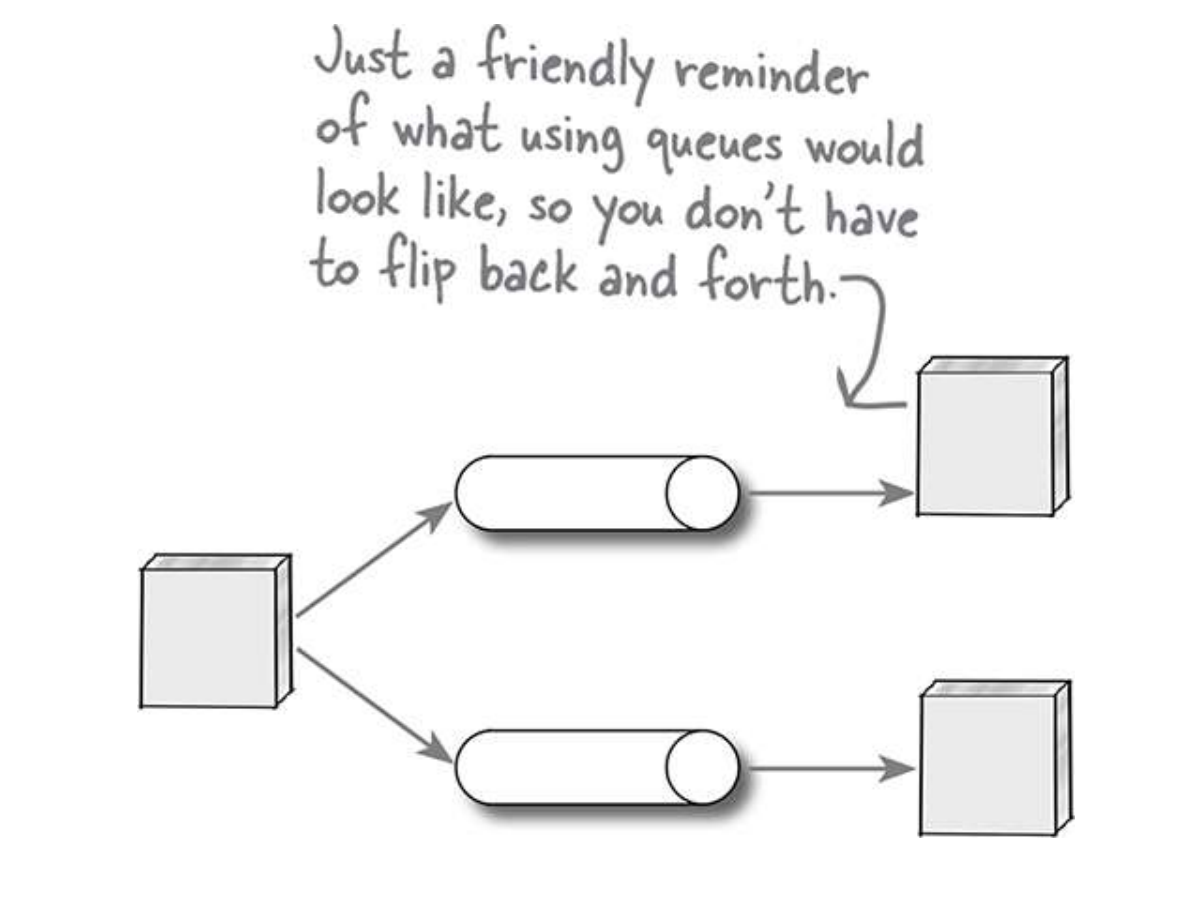 Just a friendly reminder
of what using queues would
look like, so you don't have
to flip back and forth.